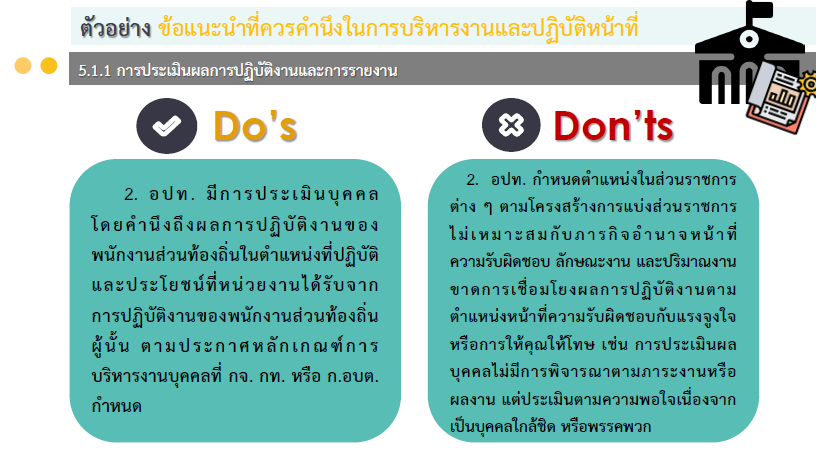 ตัวอย่าง ข้อแนะนำที่ควรคำนึงในการบริหารงานและปฏิบัติหน้าที่
5.1.1 การประเมินผลการปฏิบัติงานและการรายงาน
Do's
2. อปท. มีการประเมินบุคคล
โดยคำนึงถึงผลการปฏิบัติงานของ
พนักงานส่วนท้องถิ่นในตำแหน่งที่ปฏิบัติ
และประโยชน์ที่หน่วยงานได้รับจาก
การปฏิบัติงานของพนักงานส่วนท้องถิ่น
ผู้นั้น ตามประกาศหลักเกณฑ์การ
บริหารงานบุคคลที่ กจ. กท. หรือ ก.อบต.
กำหนด
Don'ts
2. อปท. กำหนดตำแหน่งในส่วนราชการ
ต่าง ๆ ตามโครงสร้างการแบ่งส่วนราชการ
ไม่เหมาะสมกับภารกิจอำนาจหน้าที่
ความรับผิดชอบ ลักษณะงาน และปริมาณงาน
ขาดการเชื่อมโยงผลการปฏิบัติงานตาม
ตำแหน่งหน้าที่ความรับผิดชอบกับแรงจูงใจ
หรือการให้คุณให้โทษ เช่น การประเมินผล
บุคคลไม่มีการพิจารณาตามภาระงานหรือ
ผลงาน แต่ประเมินตามความพอใจเนื่องจาก
เป็นบุคคลใกล้ชิด หรือพรรคพวก